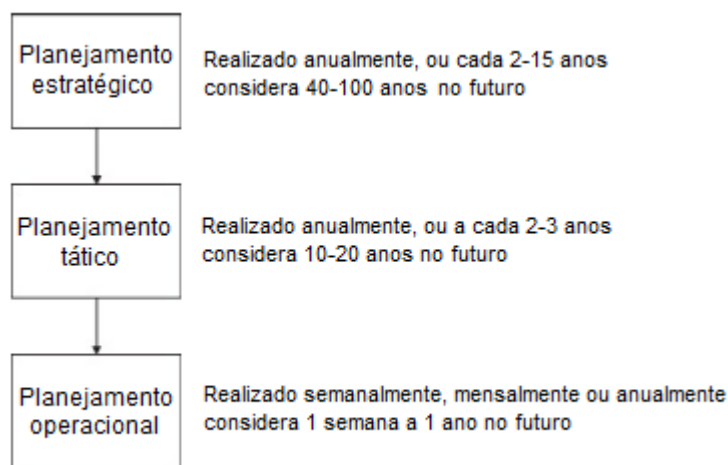 Planejamento
estratégico
Realizado anualmente, ou cada 2-15 anos
considera 40-100 anos no futuro
Planejamento
tático
Realizado anualmente, ou a cada 2-3 anos
considera 10-20 anos no futuro
Planejamento
operacional
Realizado semanalmente, mensalmente ou anualmente
considera 1 semana a 1 ano no futuro